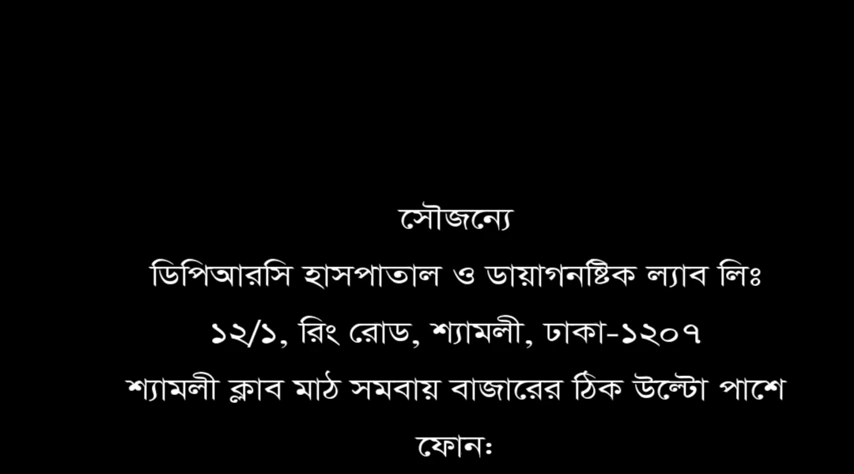 সৌজন্যে
ডিপিআরসি হাসপাতাল ও ডায়াগনষ্টিক ল্যাব লিঃ
১২/১, রিং রোড, শ্যামলী, ঢাকা-১২০৭
শ্যামলী ক্লাব মাঠ সমবায় বাজারের ঠিক উল্টো পাশে
ফোন: